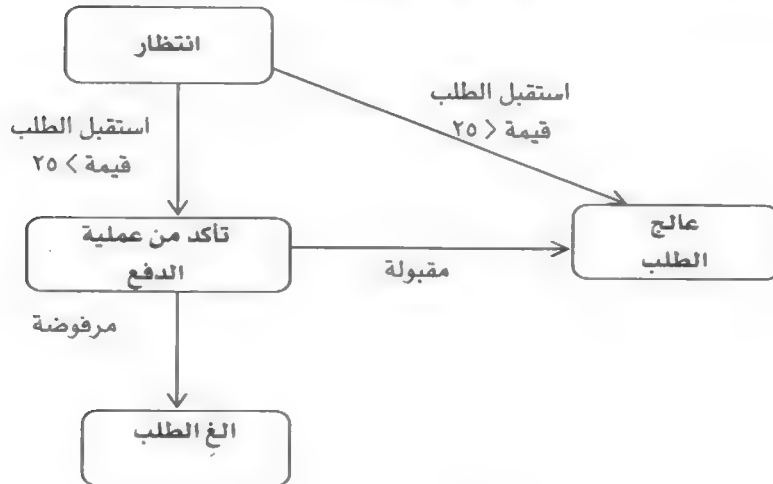 انتظار
استقبل الطلب
قيمة < ٢٥
استقبل الطلب
قيمة > ٢٥
تأكد من عملية
الدفع
عالج
الطلب
مقبولة
مرفوضة
الغِ الطلب